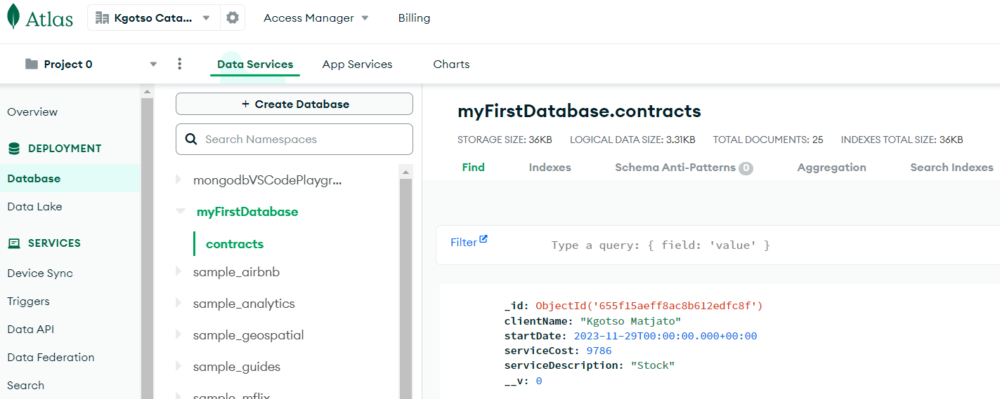 Atlas
Kgotso Cata...
Access Manager
Billing
Project 0
Data Services
App Services
Charts
Overview
DEPLOYMENT
Database
Data Lake
SERVICES
Device Sync
Triggers
Data API
Data Federation
Search
+ Create Database
Search Namespaces
mongodbVSCodePlaygr...
myFirstDatabase
contracts
sample_airbnb
sample_analytics
sample_geospatial
sample_guides
sample_mflix
myFirstDatabase.contracts
STORAGE SIZE: 36KB LOGICAL DATA SIZE: 3.31KB TOTAL DOCUMENTS: 25 INDEXES TOTAL SIZE: 36KB
Find Indexes Schema Anti-Patterns 0 Aggregation Search Indexes
Filter Type a query: { field: 'value' }
_id: ObjectId('655f15aeff8ac8b612edfc8f')
clientName: "Kgotso Matjato"
startDate: 2023-11-29T00:00:00.000+00:00
serviceCost: 9786
serviceDescription: "Stock"
__v: 0